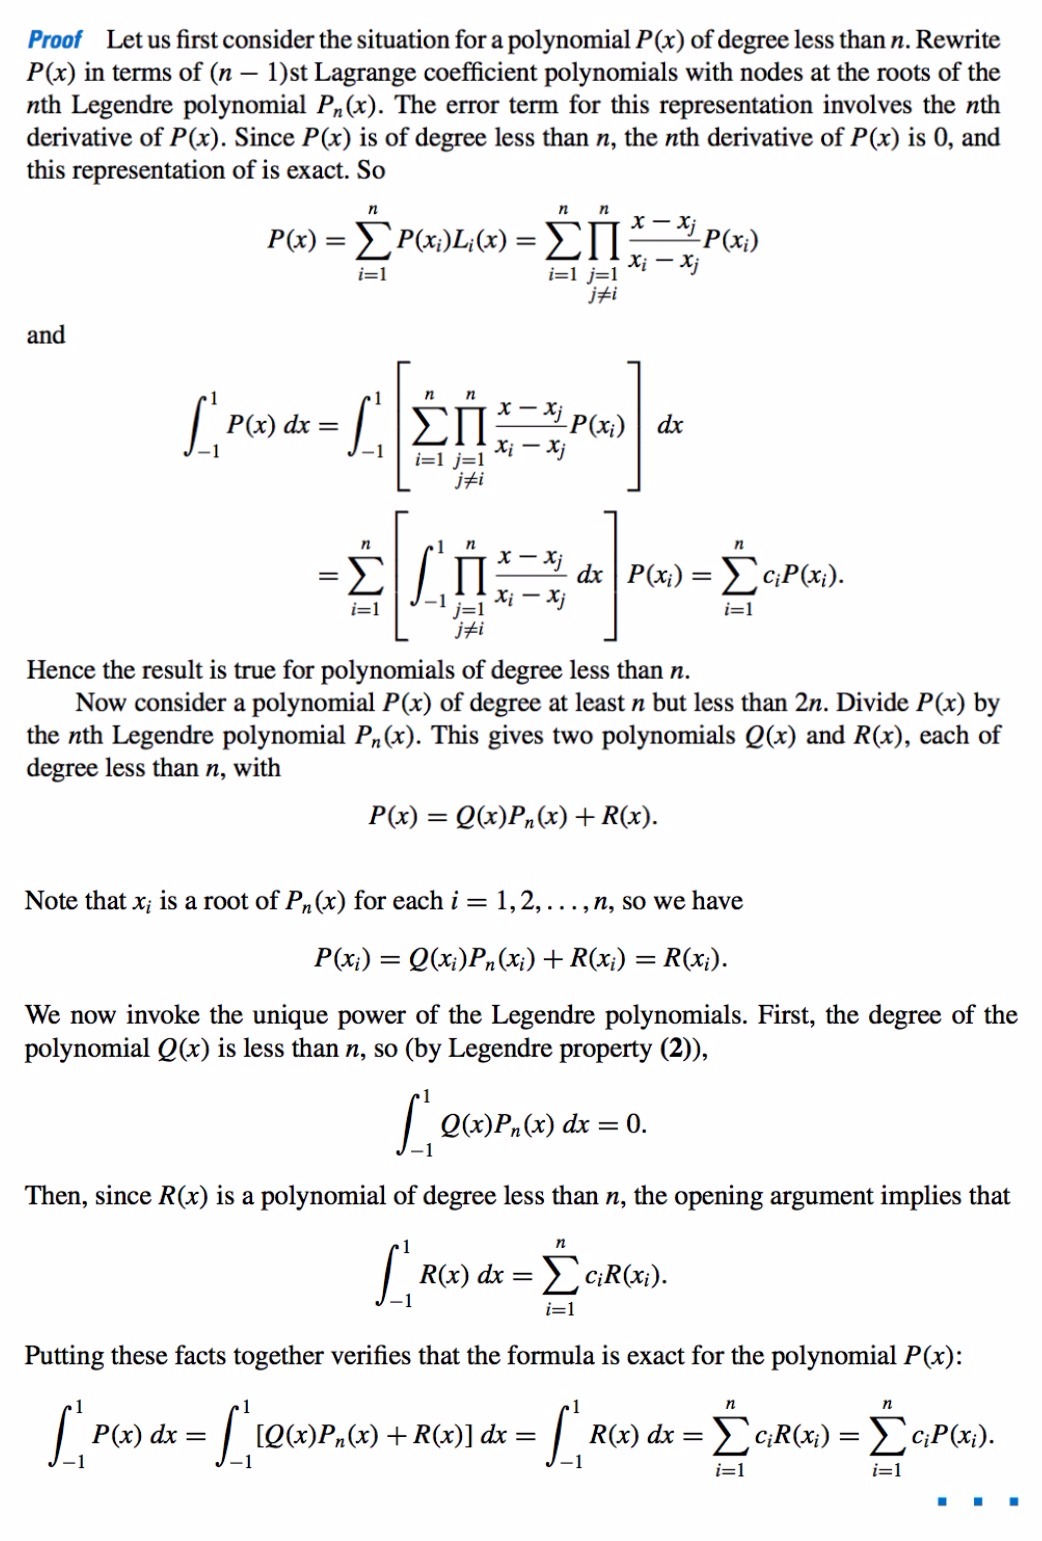 Proof Let us first consider the situation for a polynomial P(x) of degree less than n. Rewrite
P(x) in terms of (n − 1)st Lagrange coefficient polynomials with nodes at the roots of the
nth Legendre polynomial Pₙ(x). The error term for this representation involves the nth
derivative of P(x). Since P(x) is of degree less than n, the nth derivative of P(x) is 0, and
this representation of is exact. So
$P(x) = \sum_{i=1}^{n} P(x_i)L_i(x) = \sum_{i=1}^{n} \prod_{\substack{j=1 \\ j \neq i}}^{n} \frac{x - x_j}{x_i - x_j} P(x_i)$
and
$\int_{-1}^{1} P(x)\, dx = \int_{-1}^{1} \left[ \sum_{i=1}^{n} \prod_{\substack{j=1 \\ j \neq i}}^{n} \frac{x - x_j}{x_i - x_j} P(x_i) \right] dx$
$= \sum_{i=1}^{n} \left[ \int_{-1}^{1} \prod_{\substack{j=1 \\ j \neq i}}^{n} \frac{x - x_j}{x_i - x_j}\, dx \right] P(x_i) = \sum_{i=1}^{n} c_i P(x_i).$
Hence the result is true for polynomials of degree less than n.
Now consider a polynomial P(x) of degree at least n but less than 2n. Divide P(x) by
the nth Legendre polynomial Pₙ(x). This gives two polynomials Q(x) and R(x), each of
degree less than n, with
$P(x) = Q(x)P_n(x) + R(x).$
Note that xᵢ is a root of Pₙ(x) for each i = 1, 2, . . . , n, so we have
$P(x_i) = Q(x_i)P_n(x_i) + R(x_i) = R(x_i).$
We now invoke the unique power of the Legendre polynomials. First, the degree of the
polynomial Q(x) is less than n, so (by Legendre property (2)),
$\int_{-1}^{1} Q(x)P_n(x)\, dx = 0.$
Then, since R(x) is a polynomial of degree less than n, the opening argument implies that
$\int_{-1}^{1} R(x)\, dx = \sum_{i=1}^{n} c_i R(x_i).$
Putting these facts together verifies that the formula is exact for the polynomial P(x):
$\int_{-1}^{1} P(x)\, dx = \int_{-1}^{1} [Q(x)P_n(x) + R(x)]\, dx = \int_{-1}^{1} R(x)\, dx = \sum_{i=1}^{n} c_i R(x_i) = \sum_{i=1}^{n} c_i P(x_i).$